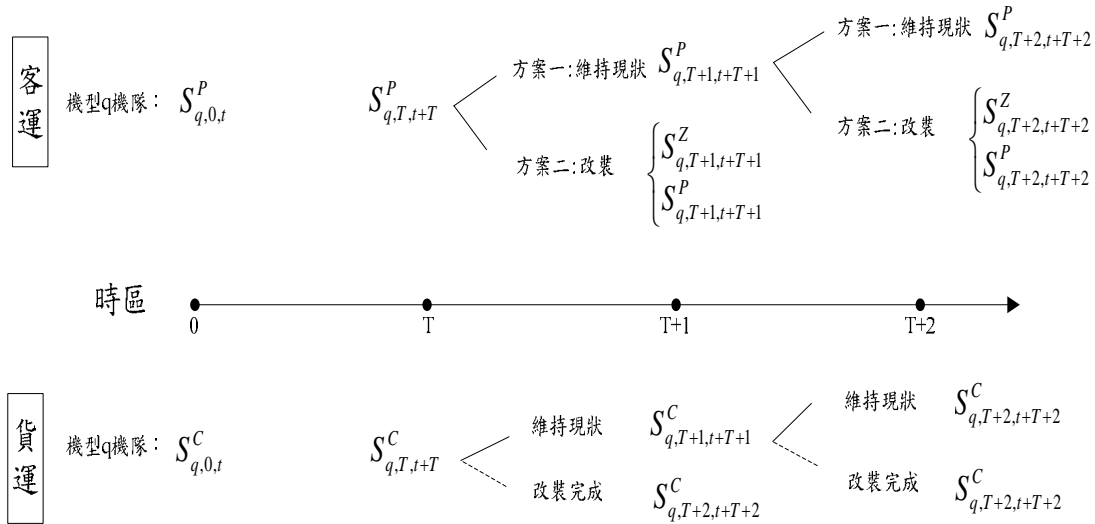 客運
機型q機隊： S^P_{q,0,t} S^P_{q,T,t+T}
方案一:維持現狀 S^P_{q,T+1,t+T+1}
方案二:改裝 { S^Z_{q,T+1,t+T+1}
S^P_{q,T+1,t+T+1}
方案一:維持現狀 S^P_{q,T+2,t+T+2}
方案二:改裝 { S^Z_{q,T+2,t+T+2}
S^P_{q,T+2,t+T+2}
時區
0 T T+1 T+2
貨運
機型q機隊： S^C_{q,0,t} S^C_{q,T,t+T}
維持現狀 S^C_{q,T+1,t+T+1}
改裝完成 S^C_{q,T+2,t+T+2}
維持現狀 S^C_{q,T+2,t+T+2}
改裝完成 S^C_{q,T+2,t+T+2}